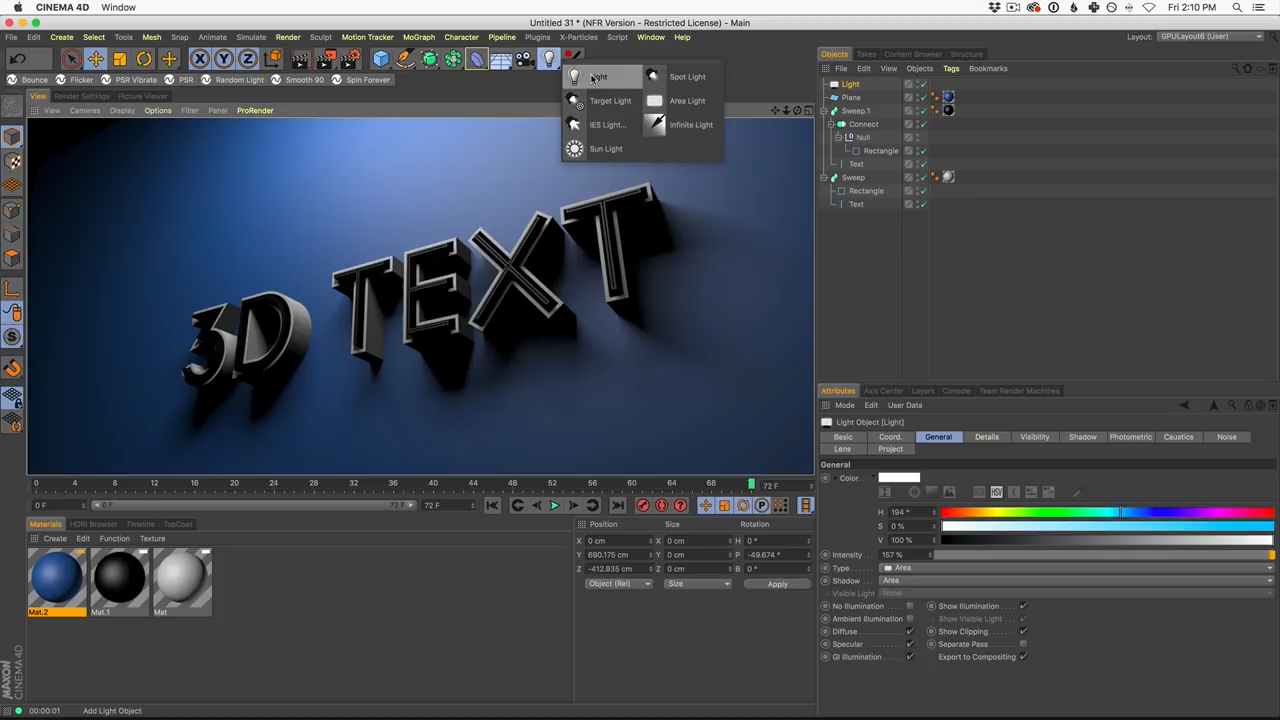 CINEMA 4D Window Fri 2:10 PM
Untitled 31 * (NFR Version - Restricted License) - Main
File Edit Create Select Tools Mesh Snap Animate Simulate Render Sculpt Motion Tracker MoGraph Character Pipeline Plugins X-Particles Script Window Help Layout: GPULayout6 (User)
Objects Takes Content Browser Structure
File Edit View Objects Tags Bookmarks
Bounce Flicker PSR Vibrate PSR Random Light Smooth 90 Spin Forever
Light Spot Light
Target Light Area Light
IES Light... Infinite Light
Sun Light
View Render Settings Picture Viewer
View Cameras Display Options Filter Panel ProRender
Light
Plane
Sweep.1
Connect
Null
Rectangle
Text
Sweep
Rectangle
Text
3D TEXT
Attributes Axis Center Layers Console Team Render Machines
Mode Edit User Data
Light Object [Light]
Basic Coord. General Details Visibility Shadow Photometric Caustics Noise
Lens Project
General
Color
H 194 °
S 0 %
V 100 %
Intensity 157 %
Type Area
Shadow Area
Visible Light None
No Illumination Show Illumination
Ambient Illumination Show Visible Light
Diffuse Show Clipping
Specular Separate Pass
GI Illumination Export to Compositing
0 4 8 12 16 20 24 28 32 36 40 44 48 52 56 60 64 68 72 F
0 F 0 F 72 F 72 F
Materials HDRI Browser Timeline TopCoat
Create Edit Function Texture
Mat.2 Mat.1 Mat
Position Size Rotation
X 0 cm X 0 cm H 0 °
Y 690.175 cm Y 0 cm P -49.674 °
Z -412.935 cm Z 0 cm B 0 °
Object (Rel) Size Apply
MAXON CINEMA 4D
00:00:01 Add Light Object